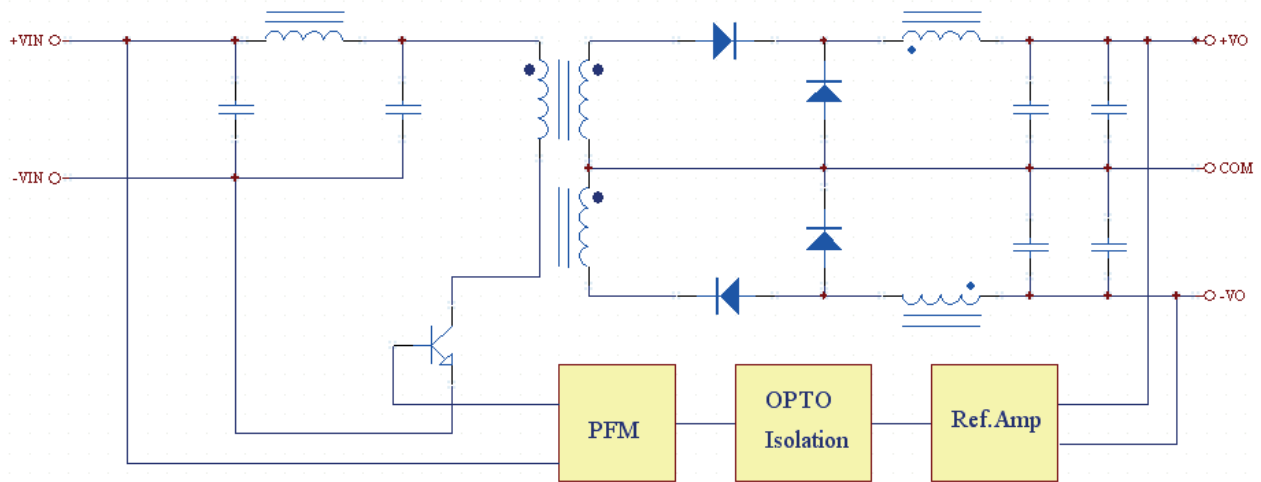 +VIN
+VO
-VIN
COM
-VO
PFM
OPTO
Isolation
Ref.Amp